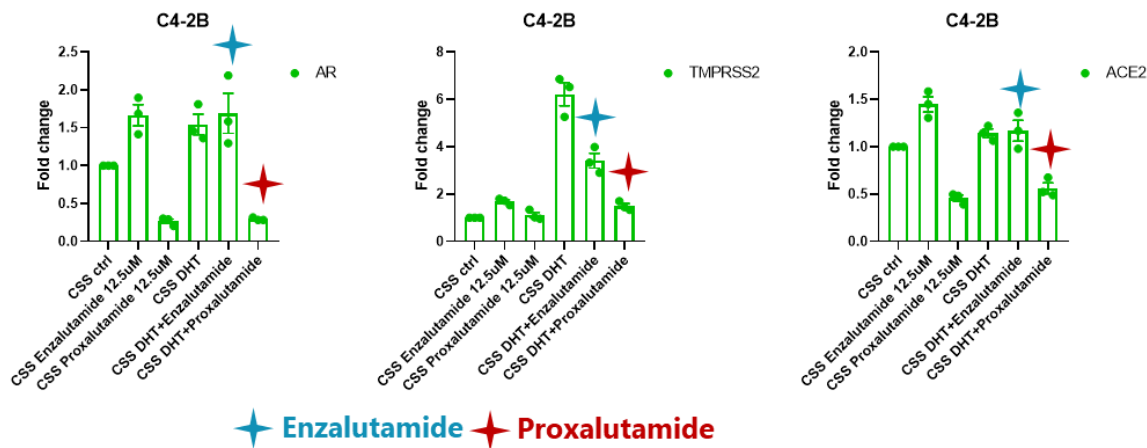 C4-2B
2.5
2.0
1.5
1.0
0.5
0.0
Fold change
AR
CSS ctrl
CSS Enzalutamide 12.5uM
CSS Proxalutamide 12.5uM
CSS DHT
CSS DHT+Enzalutamide
CSS DHT+Proxalutamide
C4-2B
8
6
4
2
0
Fold change
TMPRSS2
CSS ctrl
CSS Enzalutamide 12.5uM
CSS Proxalutamide 12.5uM
CSS DHT
CSS DHT+Enzalutamide
CSS DHT+Proxalutamide
C4-2B
2.0
1.5
1.0
0.5
0.0
Fold change
ACE2
CSS ctrl
CSS Enzalutamide 12.5uM
CSS Proxalutamide 12.5uM
CSS DHT
CSS DHT+Enzalutamide
CSS DHT+Proxalutamide
Enzalutamide Proxalutamide